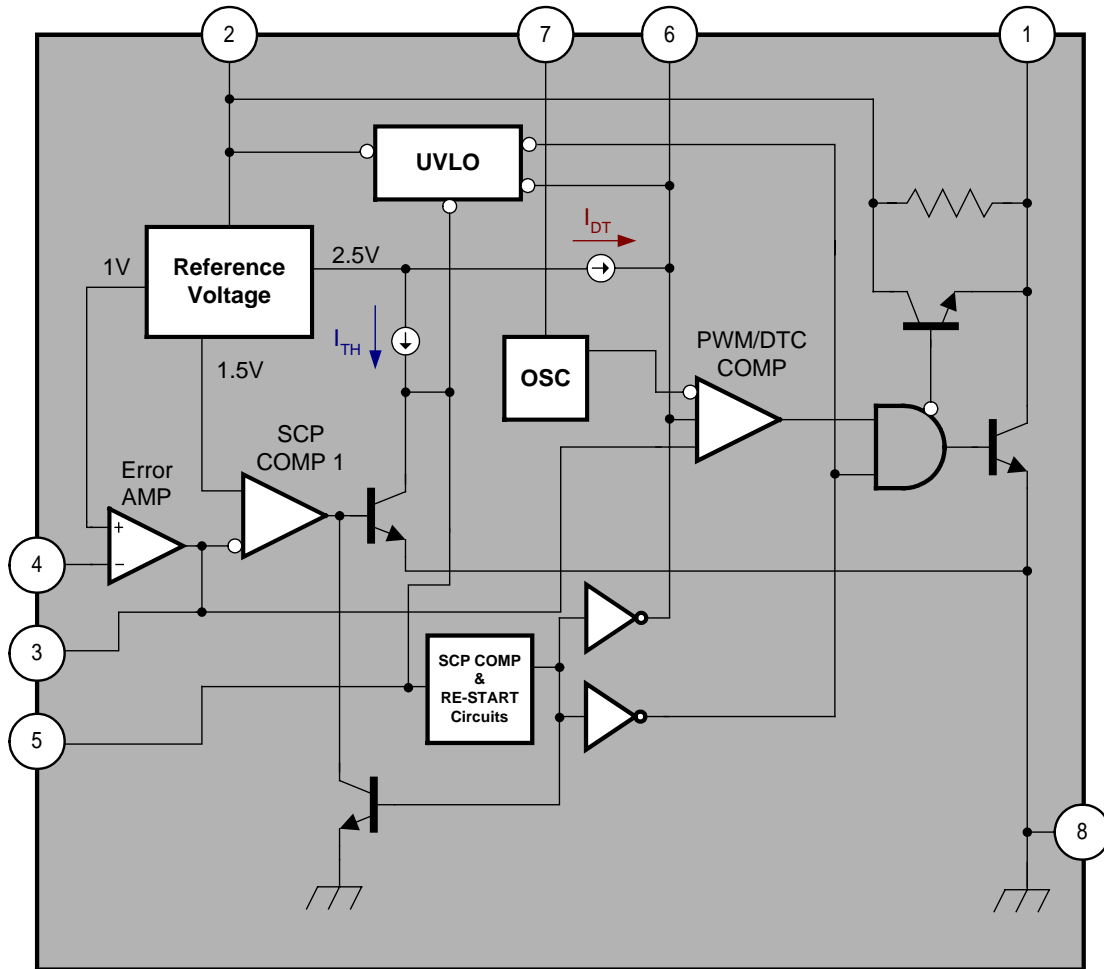 2
7
6
1
UVLO
I_DT
1V
Reference
Voltage
2.5V
I_TH
1.5V
OSC
PWM/DTC
COMP
SCP
COMP 1
Error
AMP
+
−
4
3
5
SCP COMP
&
RE-START
Circuits
8